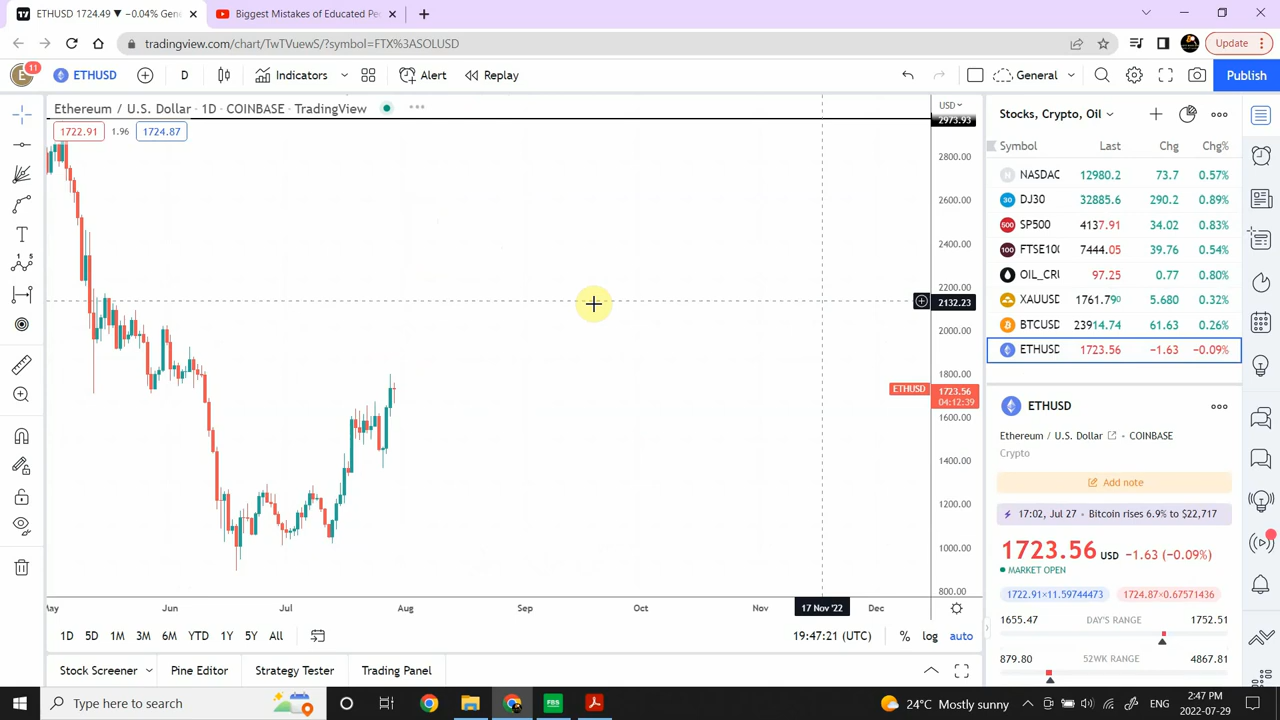 ETHUSD 1724.49 ▼ −0.04% Gene
Biggest Mistakes of Educated Pe
tradingview.com/chart/TwTVuewS/?symbol=FTX%3ASOLUSD
Update
E
11
ETHUSD
D
Indicators
Alert
Replay
General
Publish
Ethereum / U.S. Dollar · 1D · COINBASE · TradingView
1722.91
1.96
1724.87
USD
2973.93
2800.00
2600.00
2400.00
2200.00
2132.23
2000.00
1800.00
ETHUSD
1723.56
04:12:39
1600.00
1400.00
1200.00
1000.00
800.00
May
Jun
Jul
Aug
Sep
Oct
Nov
17 Nov '22
Dec
1D 5D 1M 3M 6M YTD 1Y 5Y All
19:47:21 (UTC)
% log auto
Stock Screener
Pine Editor
Strategy Tester
Trading Panel
Stocks, Crypto, Oil
Symbol Last Chg Chg%
NASDAC 12980.2 73.7 0.57%
30 DJ30 32885.6 290.2 0.89%
500 SP500 4137.91 34.02 0.83%
100 FTSE10( 7444.05 39.76 0.54%
OIL_CRU 97.25 0.77 0.80%
XAUUSD 1761.790 5.680 0.32%
BTCUSD 23914.74 61.63 0.26%
ETHUSD 1723.56 −1.63 −0.09%
ETHUSD
Ethereum / U.S. Dollar
COINBASE
Crypto
Add note
17:02, Jul 27 • Bitcoin rises 6.9% to $22,717
1723.56 USD −1.63 (−0.09%)
MARKET OPEN
1722.91×11.59744473
1724.87×0.67571436
1655.47 DAY'S RANGE 1752.51
879.80 52WK RANGE 4867.81
Type here to search
FBS
24°C Mostly sunny
ENG
2:47 PM
2022-07-29